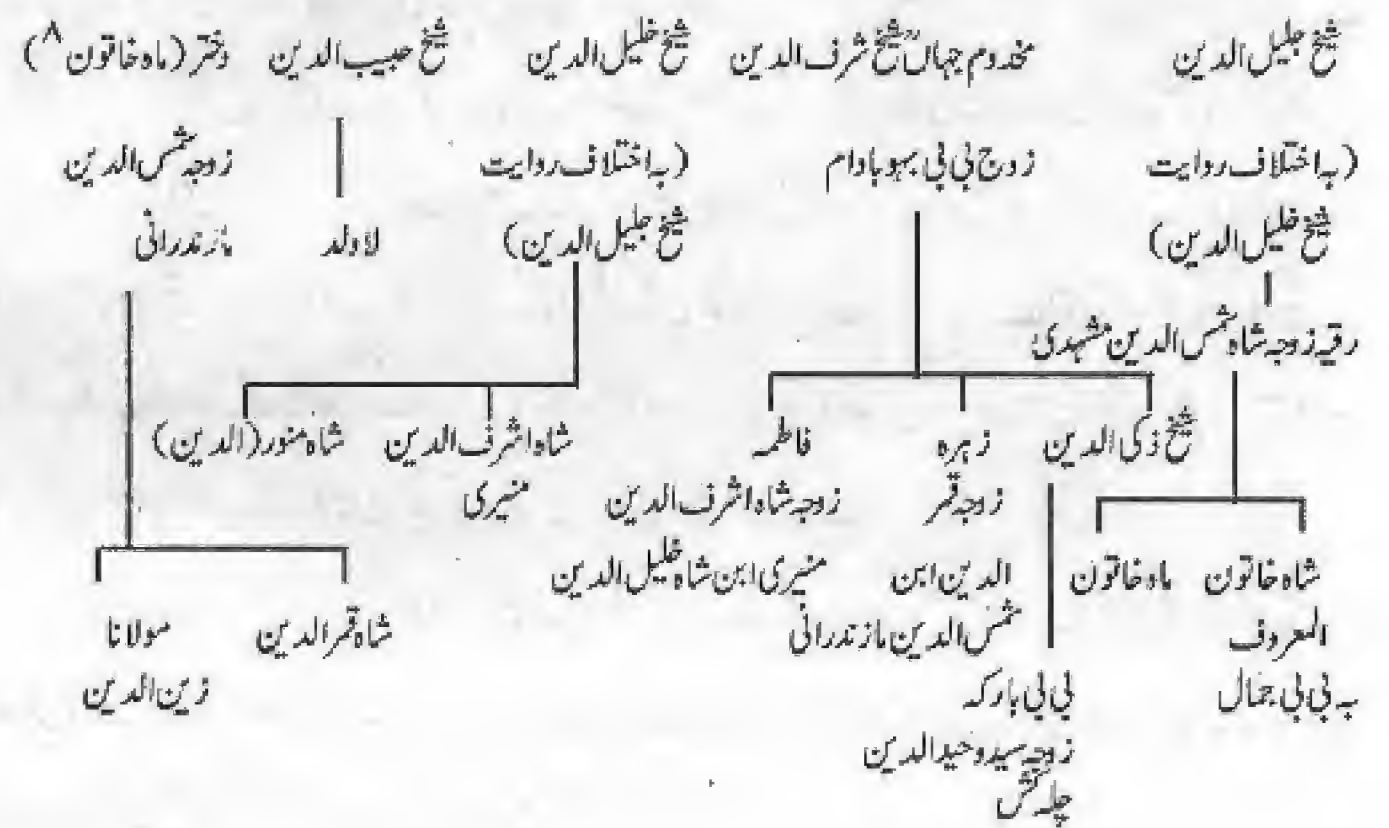 شیخ جلیل الدین مخدوم جہاںؒ شیخ شرف الدین شیخ خلیل الدین شیخ حبیب الدین دختر (ماہ خاتون ۸)
(بہ اختلاف روایت زوج بی بی بہو بادام (بہ اختلاف روایت زوجہ شمس الدین
شیخ خلیل الدین) شیخ جلیل الدین) لاولد مازندرانی
رقیہ زوجہ شاہ شمس الدین مشہدی
شیخ ذکی الدین زہرہ فاطمہ شاہ اشرف الدین شاہ منور (الدین)
زوجہ قمر زوجہ شاہ اشرف الدین منیری
شاہ خاتون ماہ خاتون الدین ابن منیری ابن شاہ خلیل الدین
المعروف شمس الدین مازندرانی شاہ قمر الدین مولانا
بہ بی بی جمال بی بی بارکہ زین الدین
زوجہ سید وحید الدین
چلہ کش